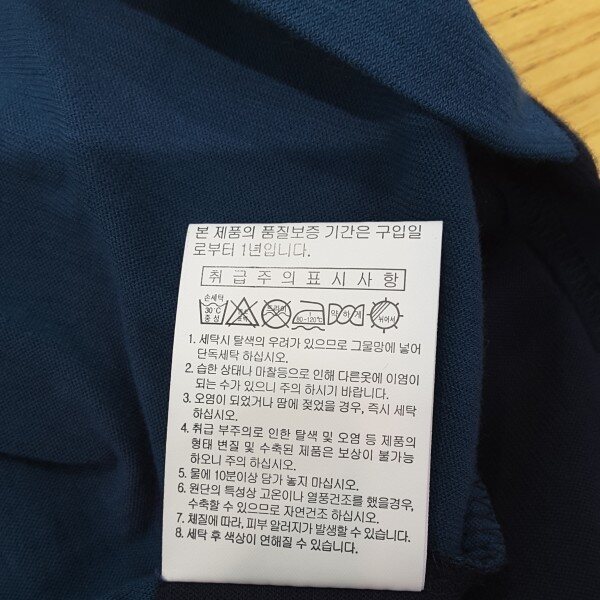 본 제품의 품질보증 기간은 구입일
로부터 1년입니다.
취급주의표시사항
손세탁
30℃
중성
드라이
80~120℃
약하게
뉘어서
1. 세탁시 탈색의 우려가 있으므로 그물망에 넣어
단독세탁 하십시오.
2. 습한 상태나 마찰등으로 인해 다른옷에 이염이
되는 수가 있으니 주의 하시기 바랍니다.
3. 오염이 되었거나 땀에 젖었을 경우, 즉시 세탁
하십시오.
4. 취급 부주의로 인한 탈색 및 오염 등 제품의
형태 변질 및 수축된 제품은 보상이 불가능
하오니 주의 하십시오.
5. 물에 10분이상 담가 놓지 마십시오.
6. 원단의 특성상 고온이나 열풍건조를 했을경우,
수축할 수 있으므로 자연건조 하십시오.
7. 체질에 따라, 피부 알러지가 발생할 수 있습니다.
8. 세탁 후 색상이 연해질 수 있습니다.